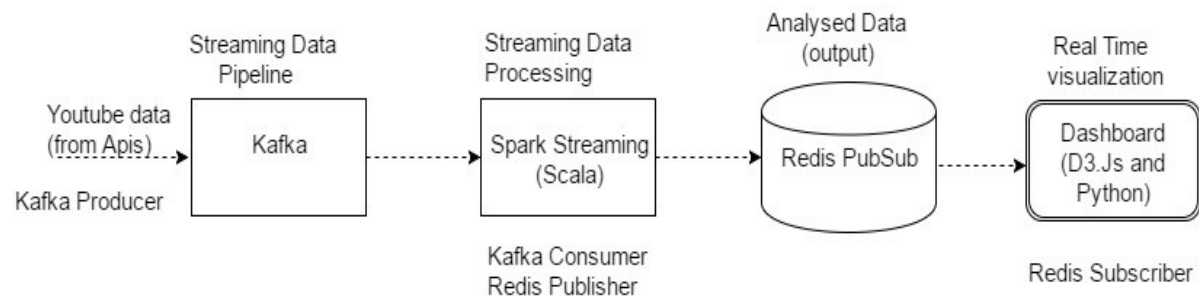 Youtube data
(from Apis)
Kafka Producer
Streaming Data
Pipeline
Kafka
Streaming Data
Processing
Spark Streaming
(Scala)
Kafka Consumer
Redis Publisher
Analysed Data
(output)
Redis PubSub
Real Time
visualization
Dashboard
(D3.Js and
Python)
Redis Subscriber